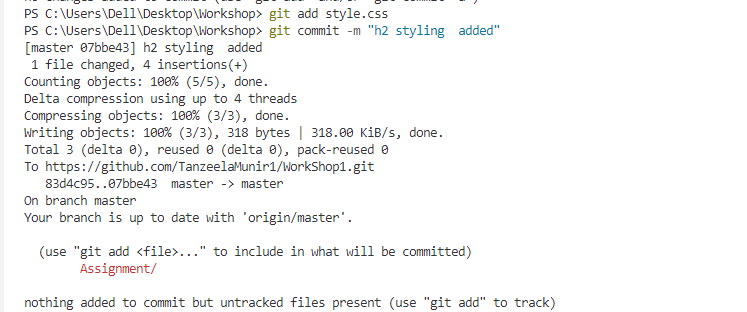 PS C:\Users\Dell\Desktop\Workshop> git add style.css
PS C:\Users\Dell\Desktop\Workshop> git commit -m "h2 styling  added"
[master 07bbe43] h2 styling  added
 1 file changed, 4 insertions(+)
Counting objects: 100% (5/5), done.
Delta compression using up to 4 threads
Compressing objects: 100% (3/3), done.
Writing objects: 100% (3/3), 318 bytes | 318.00 KiB/s, done.
Total 3 (delta 0), reused 0 (delta 0), pack-reused 0
To https://github.com/TanzeelaMunir1/WorkShop1.git
   83d4c95..07bbe43  master -> master
On branch master
Your branch is up to date with 'origin/master'.
  (use "git add <file>..." to include in what will be committed)
        Assignment/
nothing added to commit but untracked files present (use "git add" to track)